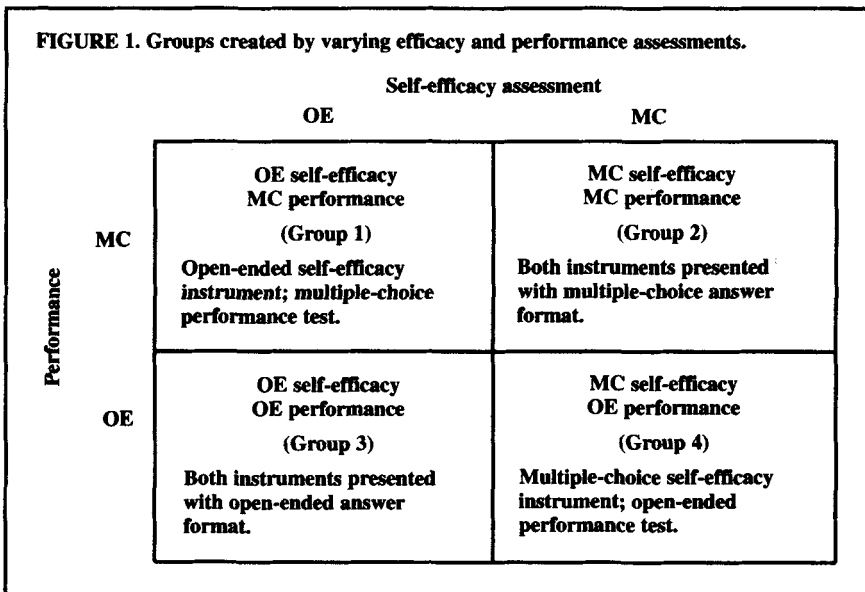 FIGURE 1. Groups created by varying efficacy and performance assessments.
Self-efficacy assessment
OE MC
Performance
MC
OE self-efficacy
MC performance
(Group 1)
Open-ended self-efficacy
instrument; multiple-choice
performance test.
MC self-efficacy
MC performance
(Group 2)
Both instruments presented
with multiple-choice answer
format.
OE
OE self-efficacy
OE performance
(Group 3)
Both instruments presented
with open-ended answer
format.
MC self-efficacy
OE performance
(Group 4)
Multiple-choice self-efficacy
instrument; open-ended
performance test.